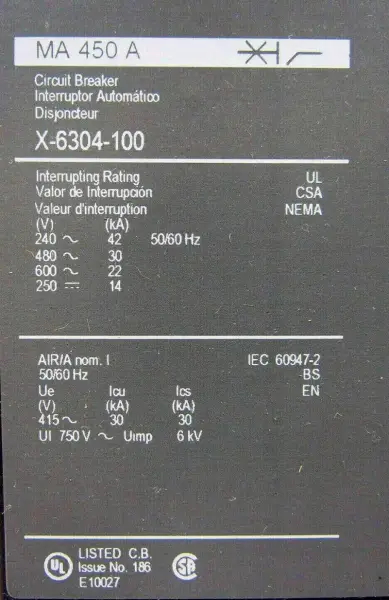 MA 450 A
Circuit Breaker
Interruptor Automático
Disjoncteur
X-6304-100
Interrupting Rating UL
Valor de Interrupción CSA
Valeur d'interruption NEMA
(V) (kA)
240 ~ 42 50/60 Hz
480 ~ 30
600 ~ 22
250 ⎓ 14
AIR/A nom. I IEC 60947-2
50/60 Hz BS
Ue Icu Ics EN
(V) (kA) (kA)
415 ~ 30 30
UI 750 V ~ Uimp 6 kV
UL LISTED C.B.
Issue No. 186
E10027
SA